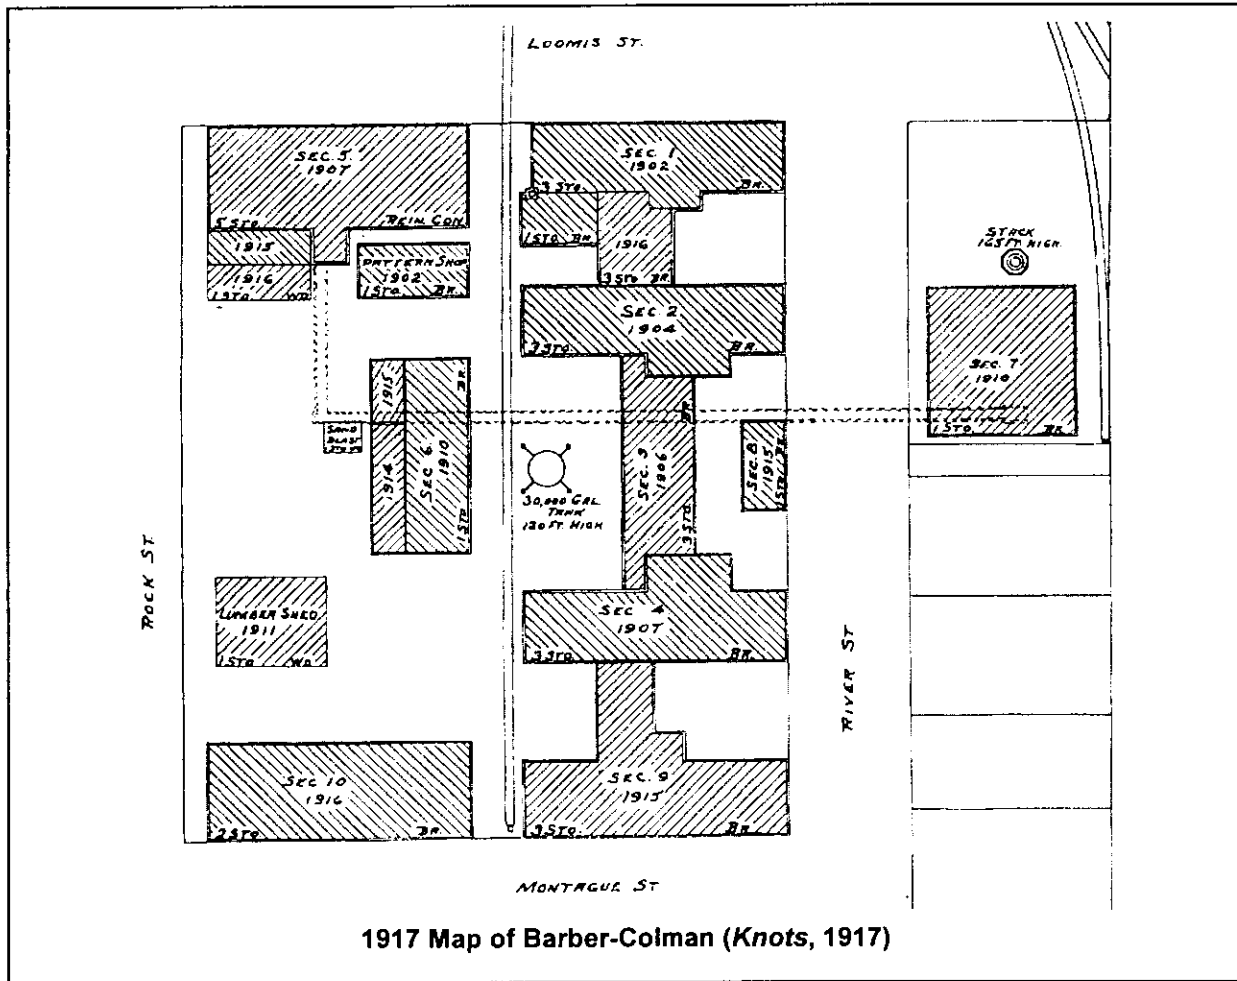 LOOMIS ST.
SEC. 5.
1907
5 STO. REIN. CON.
1915
1916
1 STO. WD.
PATTERN SHOP
1902
1 STO. BR.
SEC. 1
1902
3 STO. BR.
1 STO BR.
1916
3 STO BR.
SEC. 2
1904
3 STO. BR.
STACK
165 FT. HIGH.
SEC. 7
1 STO. BR.
1915
1914
SEC 6
1910
BR.
1 STO.
SAND
BLAST
30,000 GAL
TANK
120 FT. HIGH
SEC. 3
1906
BR
3 STO.
SEC. 8
1915
1 STO. BR.
ROCK ST.
LUMBER SHED.
1911
1 STO. WD.
SEC 4
1907
3 STO. BR.
RIVER ST
SEC 10
1916
2 STO. BR.
SEC. 9
1915
3 STO. BR.
MONTAGUE ST
1917 Map of Barber-Colman (Knots, 1917)